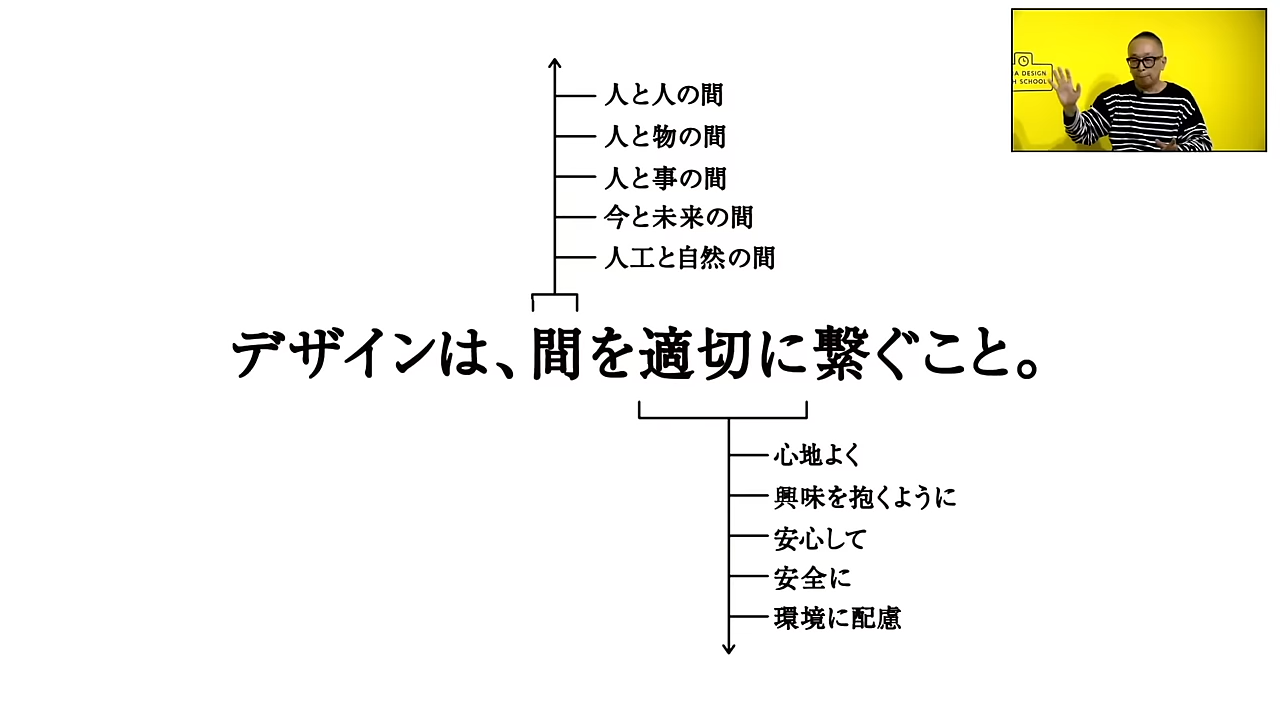 人と人の間
人と物の間
人と事の間
今と未来の間
人工と自然の間
デザインは、間を適切に繋ぐこと。
心地よく
興味を抱くように
安心して
安全に
環境に配慮
A DESIGN
H SCHOOL